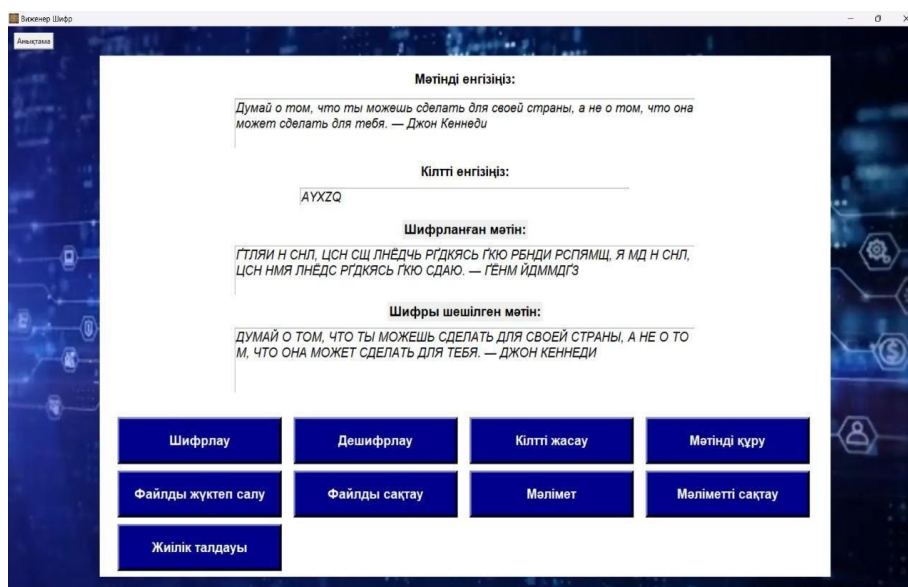 Виженер Шифр
Анықтама
Мәтінді енгізіңіз:
Думай о том, что ты можешь сделать для своей страны, а не о том, что она
может сделать для тебя. — Джон Кеннеди
Кілтті енгізіңіз:
AYXZQ
Шифрланған мәтін:
ҐТЛЯИ Н СНЛ, ЦСН СЩ ЛНЁДЧЬ РҐДКЯСЬ ҐКЮ РБНДИ РСПЯМЩ, Я МД Н СНЛ,
ЦСН НМЯ ЛНЁДС РҐДКЯСЬ ҐКЮ СДАЮ. — ҐЁНМ ЙДММДҐЗ
Шифры шешілген мәтін:
ДУМАЙ О ТОМ, ЧТО ТЫ МОЖЕШЬ СДЕЛАТЬ ДЛЯ СВОЕЙ СТРАНЫ, А НЕ О ТО
М, ЧТО ОНА МОЖЕТ СДЕЛАТЬ ДЛЯ ТЕБЯ. — ДЖОН КЕННЕДИ
Шифрлау Дешифрлау Кілтті жасау Мәтінді құру
Файлды жүктеп салу Файлды сақтау Мәлімет Мәліметті сақтау
Жиілік талдауы